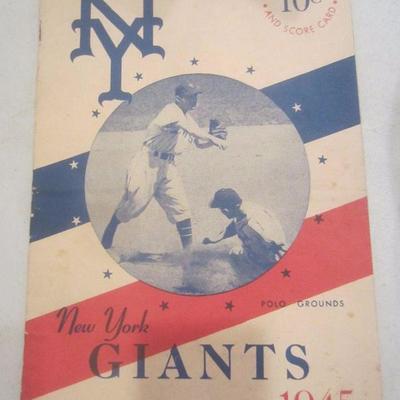 NY
10¢
AND SCORE CARD
POLO GROUNDS
New York
GIANTS
1945